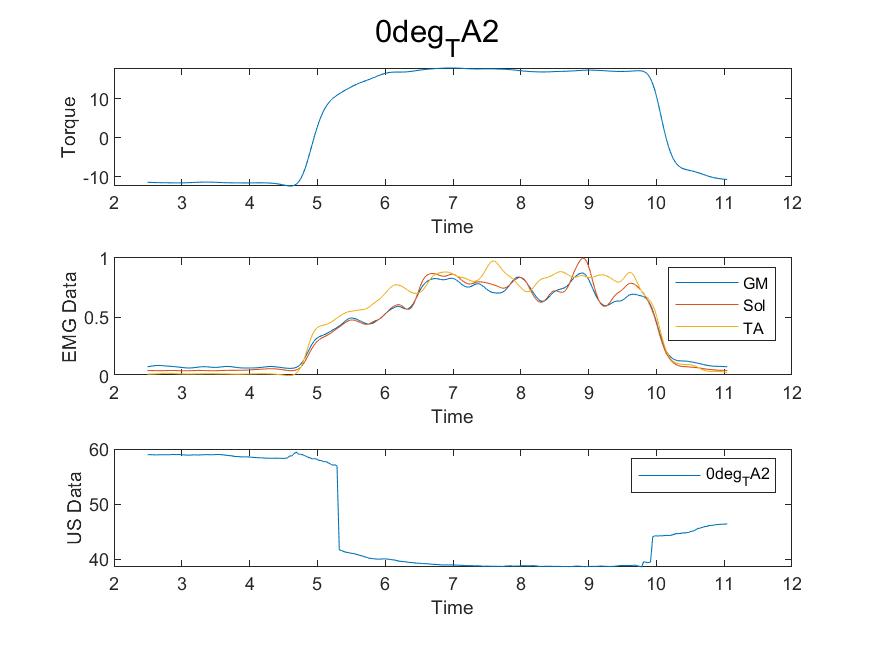 0deg_TA2
10
0
-10
Torque
2 3 4 5 6 7 8 9 10 11 12
Time
1
0.5
0
EMG Data
GM
Sol
TA
2 3 4 5 6 7 8 9 10 11 12
Time
60
50
40
US Data
0deg_TA2
2 3 4 5 6 7 8 9 10 11 12
Time